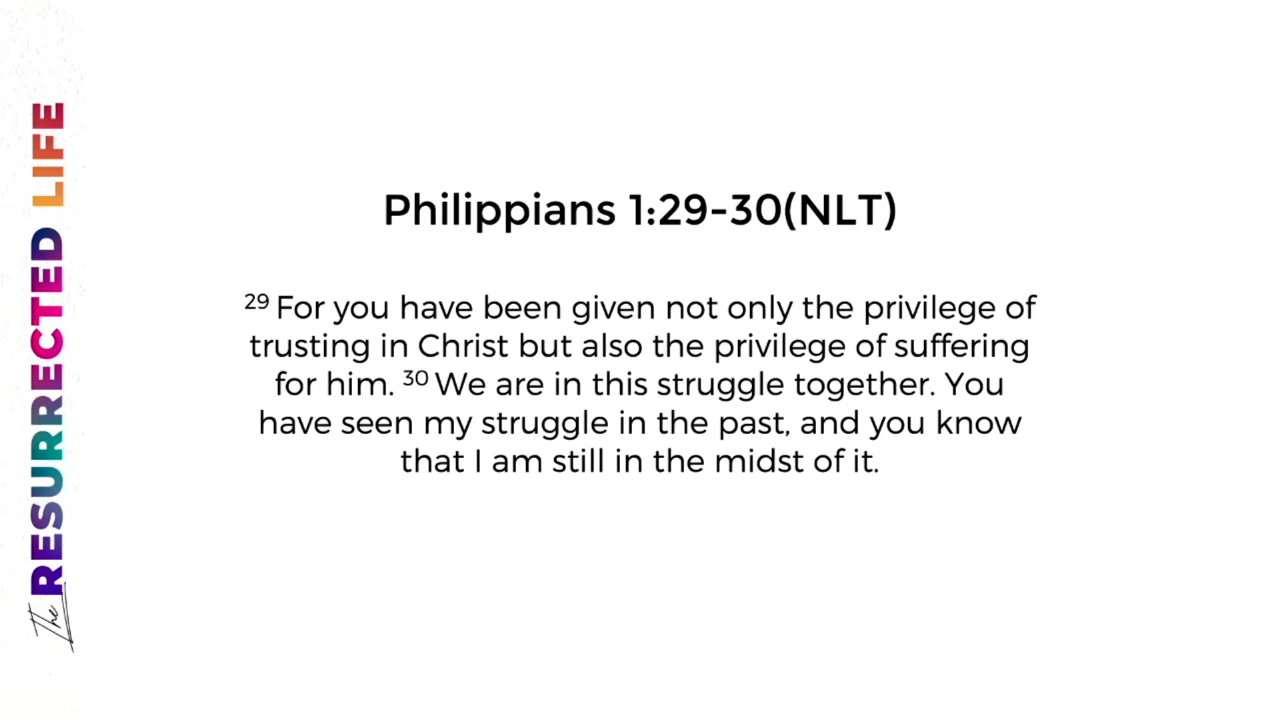 The RESURRECTED LIFE
Philippians 1:29-30(NLT)
29 For you have been given not only the privilege of
trusting in Christ but also the privilege of suffering
for him. 30 We are in this struggle together. You
have seen my struggle in the past, and you know
that I am still in the midst of it.